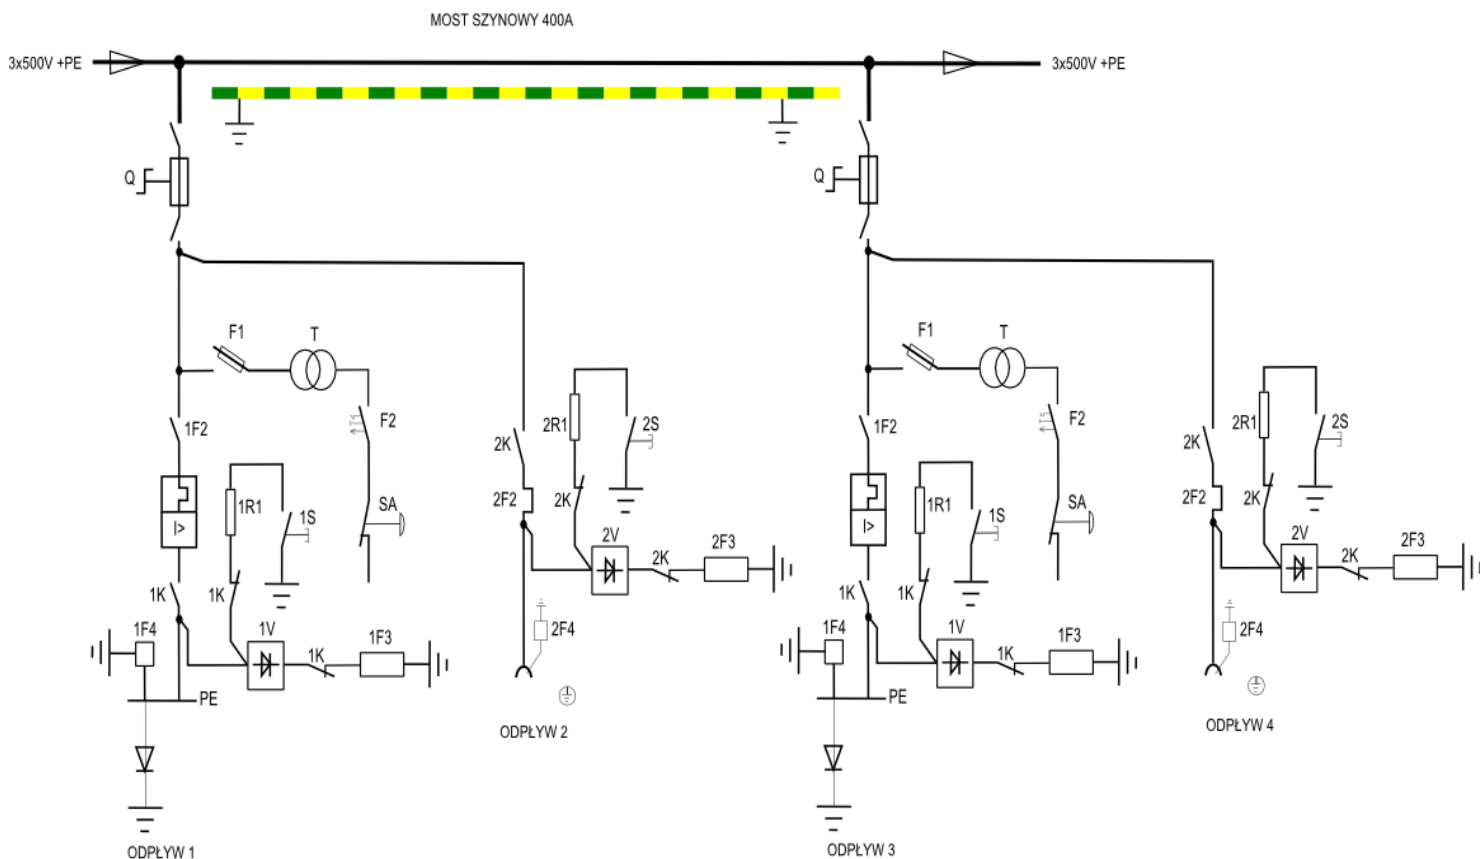 MOST SZYNOWY 400A
3x500V +PE
3x500V +PE
Q
Q
F1
T
F1
T
1F2
F2
2K
2R1
2S
1F2
F2
2K
2R1
2S
2F2
2K
2F2
2K
1R1
1S
SA
1R1
1S
SA
I>
I>
2V
2K
2F3
2V
2K
2F3
1K
1K
1K
1K
1F4
1V
1K
1F3
2F4
1F4
1V
1K
1F3
2F4
PE
PE
ODPŁYW 2
ODPŁYW 4
ODPŁYW 1
ODPŁYW 3